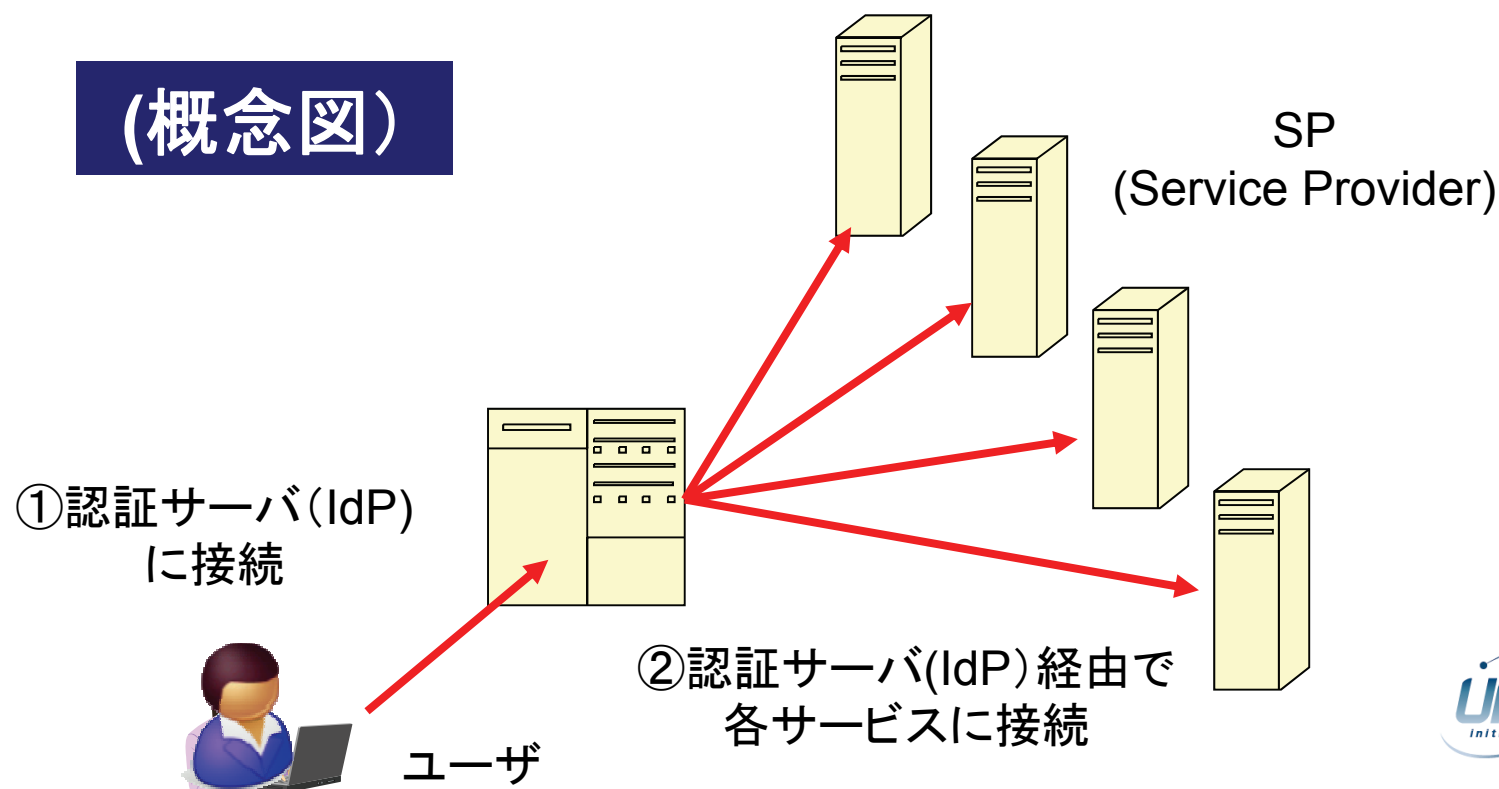 (概念図）
SP
(Service Provider)
①認証サーバ（IdP)
に接続
②認証サーバ(IdP）経由で
各サービスに接続
ユーザ